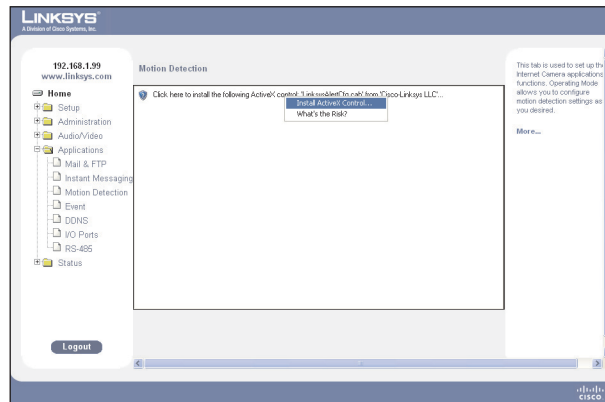 LINKSYS®
A Division of Cisco Systems, Inc.
192.168.1.99
www.linksys.com
Home
Setup
Administration
Audio/Video
Applications
Mail & FTP
Instant Messaging
Motion Detection
Event
DDNS
I/O Ports
RS-485
Status
Logout
Motion Detection
Click here to install the following ActiveX control: 'LinksysAlertCfg.cab' from 'Cisco-Linksys LLC'...
Install ActiveX Control...
What's the Risk?
This tab is used to set up the
Internet Camera applications
functions. Operating Mode
allows you to configure
motion detection settings as
you desired.
More...
CISCO